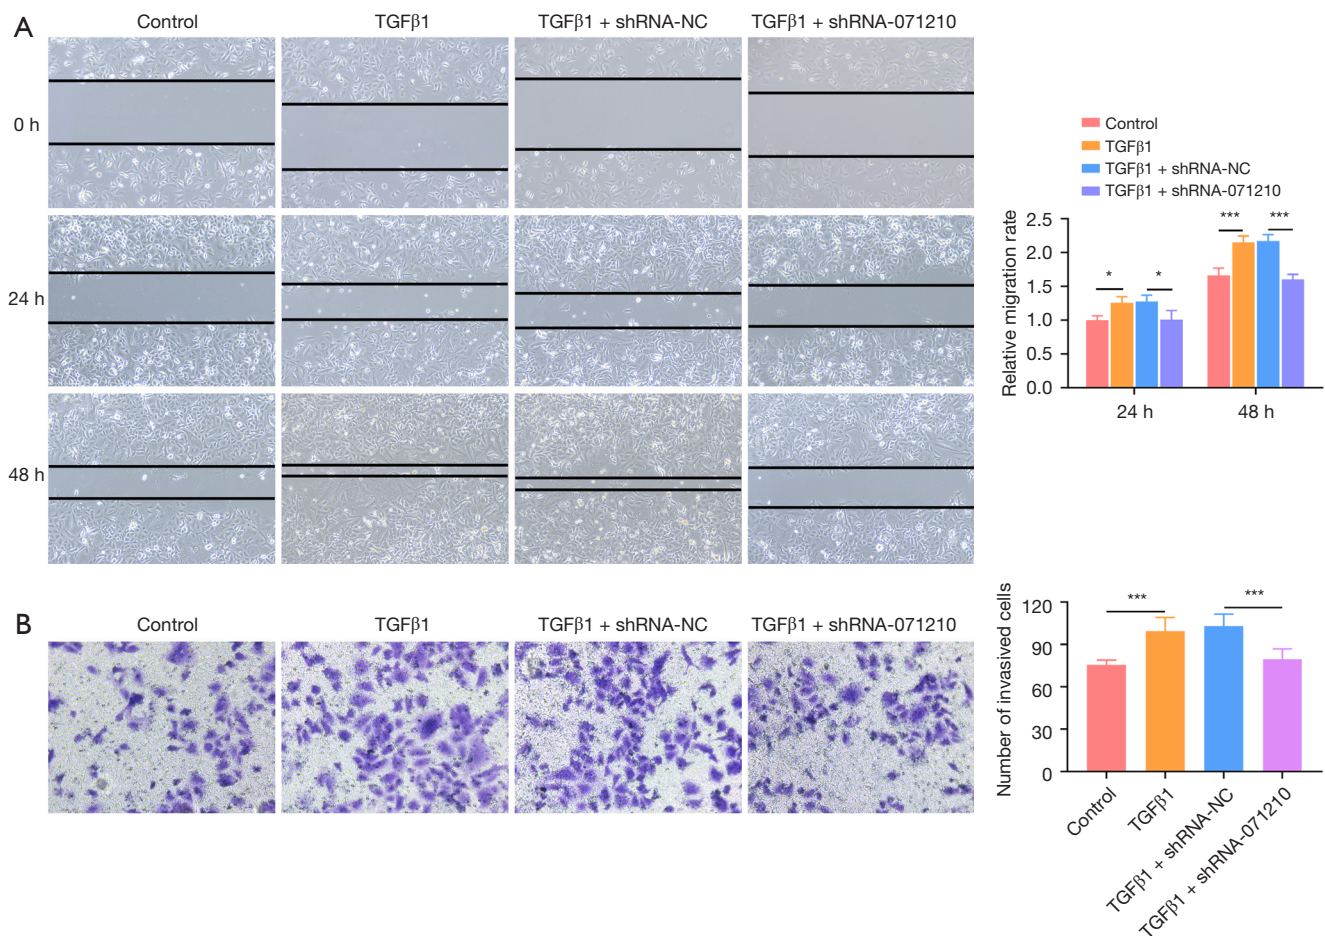 A
Control
TGFβ1
TGFβ1 + shRNA-NC
TGFβ1 + shRNA-071210
0 h
24 h
48 h
Control
TGFβ1
TGFβ1 + shRNA-NC
TGFβ1 + shRNA-071210
Relative migration rate
2.5
2.0
1.5
1.0
0.5
0.0
*
*
***
***
24 h
48 h
B
Control
TGFβ1
TGFβ1 + shRNA-NC
TGFβ1 + shRNA-071210
Number of invasived cells
120
90
60
30
0
***
***
Control
TGFβ1
TGFβ1 + shRNA-NC
TGFβ1 + shRNA-071210